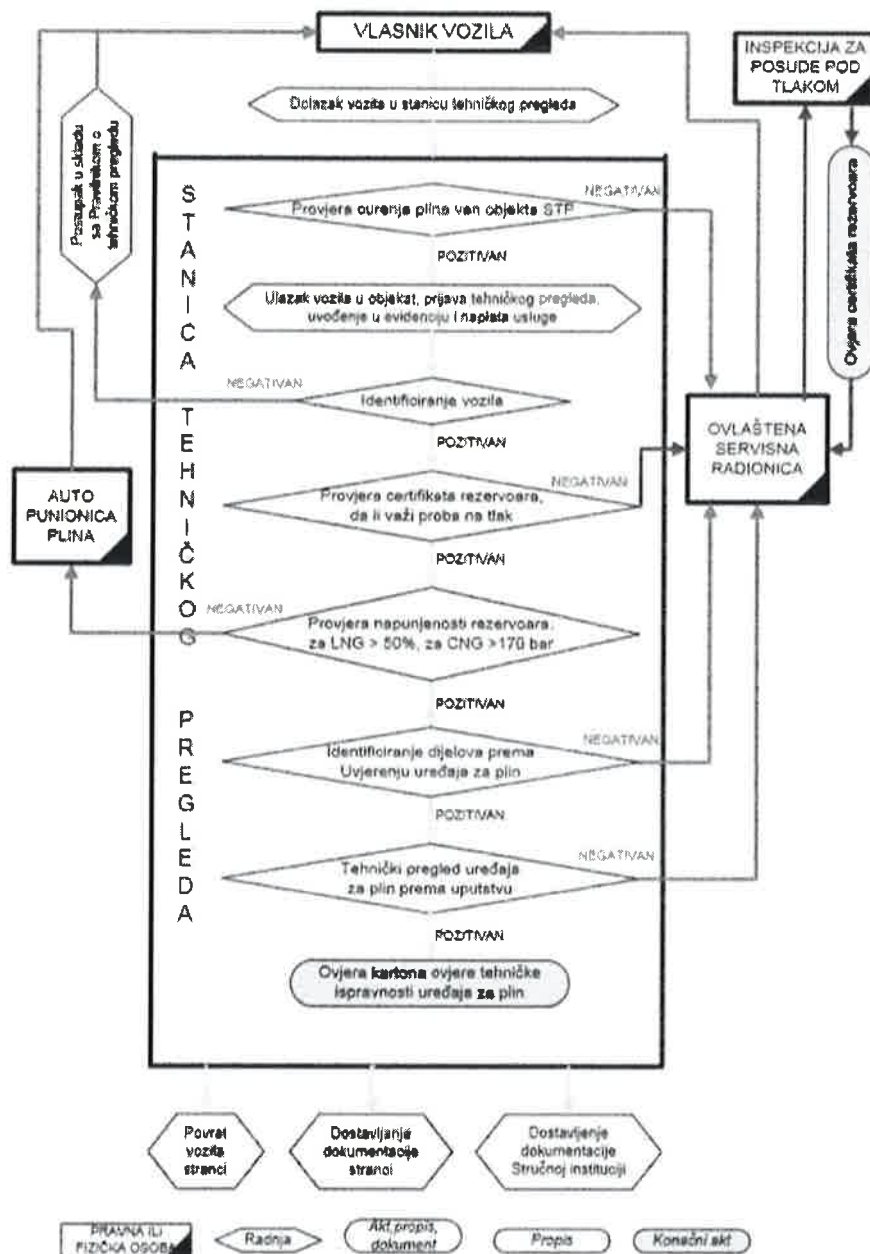 VLASNIK VOZILA
INSPEKCIJA ZA
POSUDE POD
TLAKOM
Dolazak vozila u stanicu tehničkog pregleda
Postupak u skladu
sa Pravilnikom o
tehničkom pregledu
Ovjera certifikata rezervoara
STANICA TEHNIČKOG PREGLEDA
NEGATIVAN
Provjera curenja plina van objekta STP
POZITIVAN
Ulazak vozila u objekat, prijava tehničkog pregleda,
uvođenje u evidenciju i naplata usluge
NEGATIVAN
Identificiranje vozila
POZITIVAN
OVLAŠTENA
SERVISNA
RADIONICA
NEGATIVAN
Provjera certifikata rezervoara,
da li važi proba na tlak
AUTO
PUNIONICA
PLINA
POZITIVAN
NEGATIVAN
Provjera napunjenosti rezervoara,
za LNG > 50%, za CNG >170 bar
POZITIVAN
NEGATIVAN
Identificiranje dijelova prema
Uvjerenju uređaja za plin
POZITIVAN
NEGATIVAN
Tehnički pregled uređaja
za plin prema uputstvu
POZITIVAN
Ovjera kartona ovjere tehničke
ispravnosti uređaja za plin
Povrat
vozila
stranci
Dostavljanje
dokumentacije
stranci
Dostavljenje
dokumentacije
Stručnoj instituciji
PRAVNA ILI
FIZIČKA OSOBA
Radnja
Akt, propis,
dokument
Propis
Konačni akt